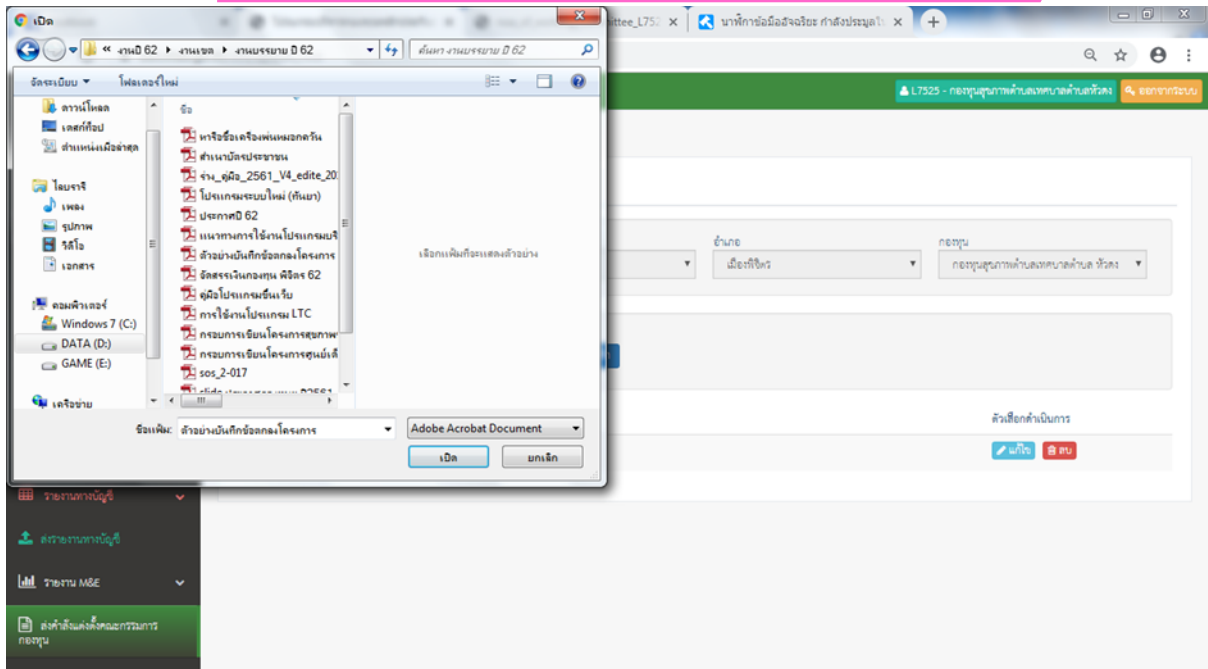 เปิด
ittee_L752
นาฬิกาข้อมืออัจฉริยะ กำลังประมูลใ
« งานปี 62 ▸ งานเขต ▸ งานบรรยาย ปี 62
ค้นหา งานบรรยาย ปี 62
จัดระเบียบ
โฟลเดอร์ใหม่
L7525 - กองทุนสุขภาพตำบลเทศบาลตำบลหัวดง
ออกจากระบบ
ดาวน์โหลด
เดสก์ท็อป
ตำแหน่งเมื่อล่าสุด
ไลบรารี
เพลง
รูปภาพ
วิดีโอ
เอกสาร
คอมพิวเตอร์
Windows 7 (C:)
DATA (D:)
GAME (E:)
เครือข่าย
ชื่อ
หารือซื้อเครื่องพ่นหมอกควัน
สำเนาบัตรประชาชน
ร่าง_คู่มือ_2561_V4_edite_20
โปรแกรมระบบใหม่ (ทันยา)
ประกาศปี 62
แนวทางการใช้งานโปรแกรมบริ
ตัวอย่างบันทึกข้อตกลงโครงการ
จัดสรรเงินกองทุน พิจิตร 62
คู่มือโปรแกรมขึ้นเว็บ
การใช้งานโปรแกรม LTC
กรอบการเขียนโครงการสุขภาพ
กรอบการเขียนโครงการศูนย์เด็
sos_2-017
เลือกแฟ้มที่จะแสดงตัวอย่าง
อำเภอ
กองทุน
เมืองพิจิตร
กองทุนสุขภาพตำบลเทศบาลตำบล หัวดง
ชื่อแฟ้ม:
ตัวอย่างบันทึกข้อตกลงโครงการ
Adobe Acrobat Document
เปิด
ยกเลิก
ตัวเลือกดำเนินการ
แก้ไข
ลบ
รายงานทางบัญชี
ส่งรายงานทางบัญชี
รายงาน M&E
ส่งคำสั่งแต่งตั้งคณะกรรมการ
กองทุน